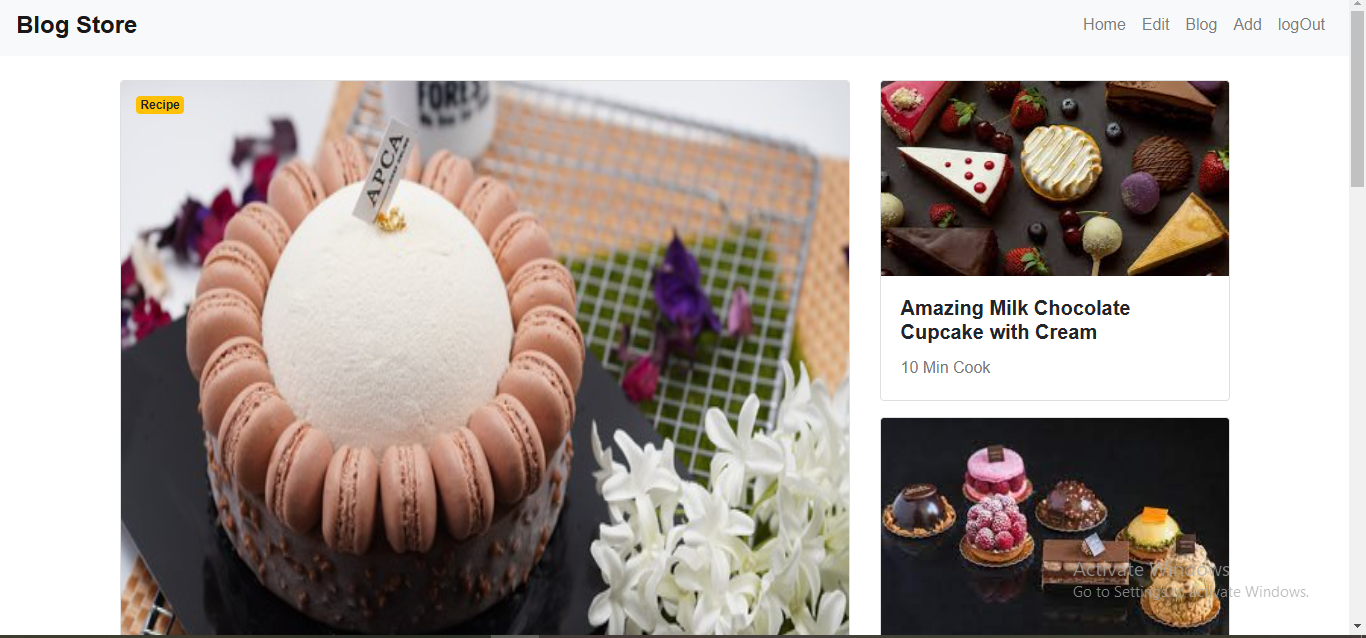 Blog Store
Home Edit Blog Add logOut
Recipe
APCA
Amazing Milk Chocolate
Cupcake with Cream
10 Min Cook
Activate Windows
Go to Settings to activate Windows.